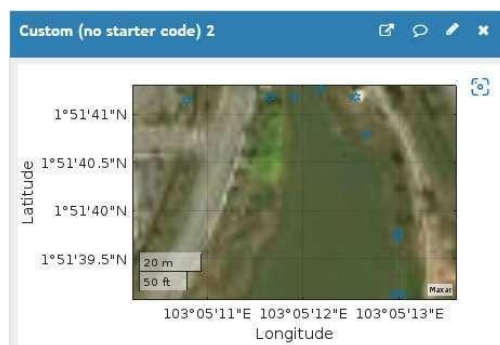 Custom (no starter code) 2
1°51'41"N
1°51'40.5"N
1°51'40"N
1°51'39.5"N
Latitude
20 m
50 ft
Maxar
103°05'11"E
103°05'12"E
103°05'13"E
Longitude